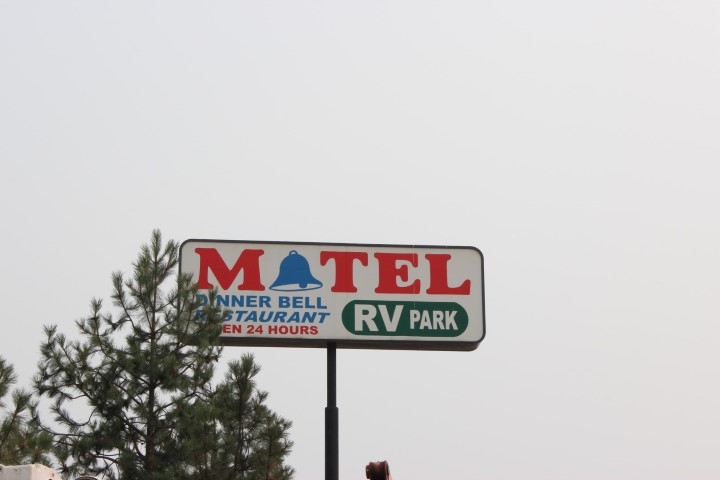 M TEL
DINNER BELL
RESTAURANT
OPEN 24 HOURS
RV PARK